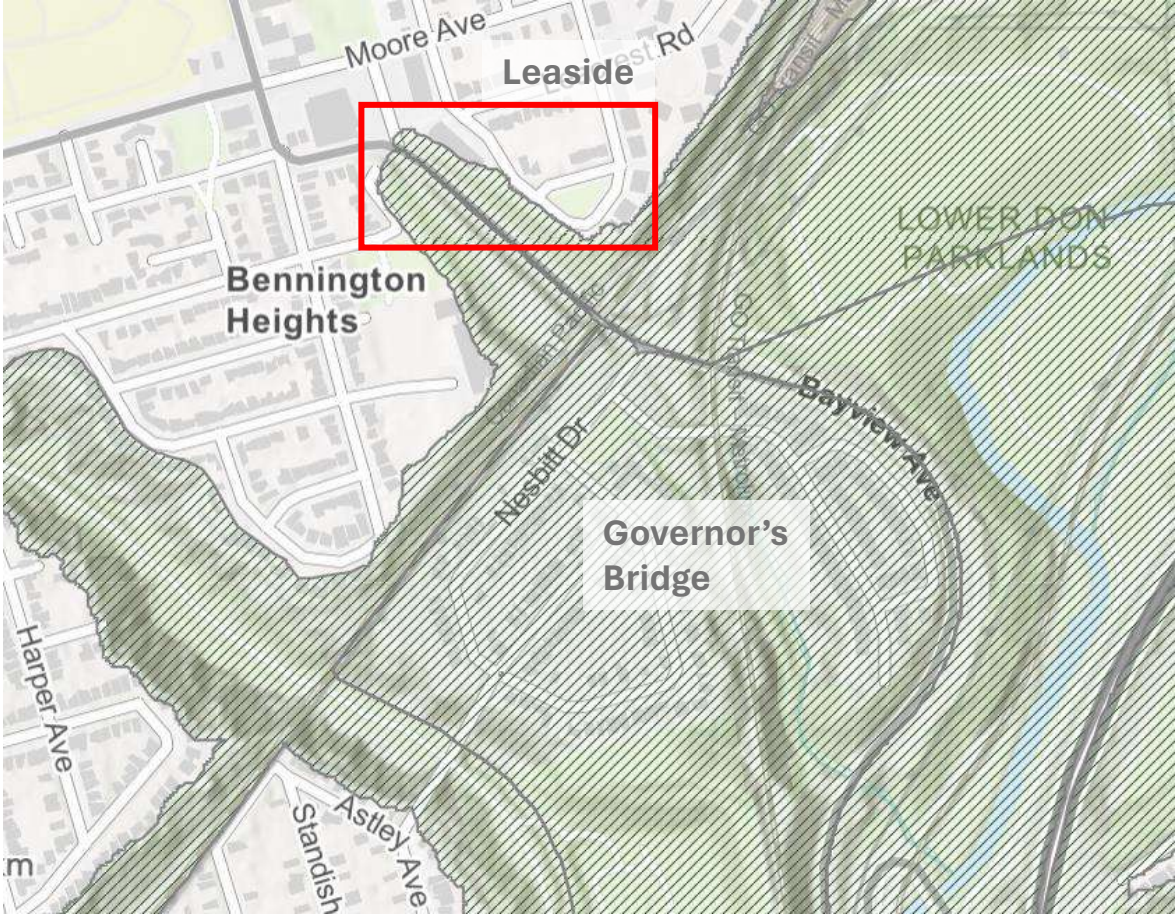 Moore Ave
Rd
Leaside
LOWER DON
PARKLANDS
Bennington
Heights
Bayview Ave
Nesbitt Dr
Governor's
Bridge
Harper Ave
Astley Ave
Standish